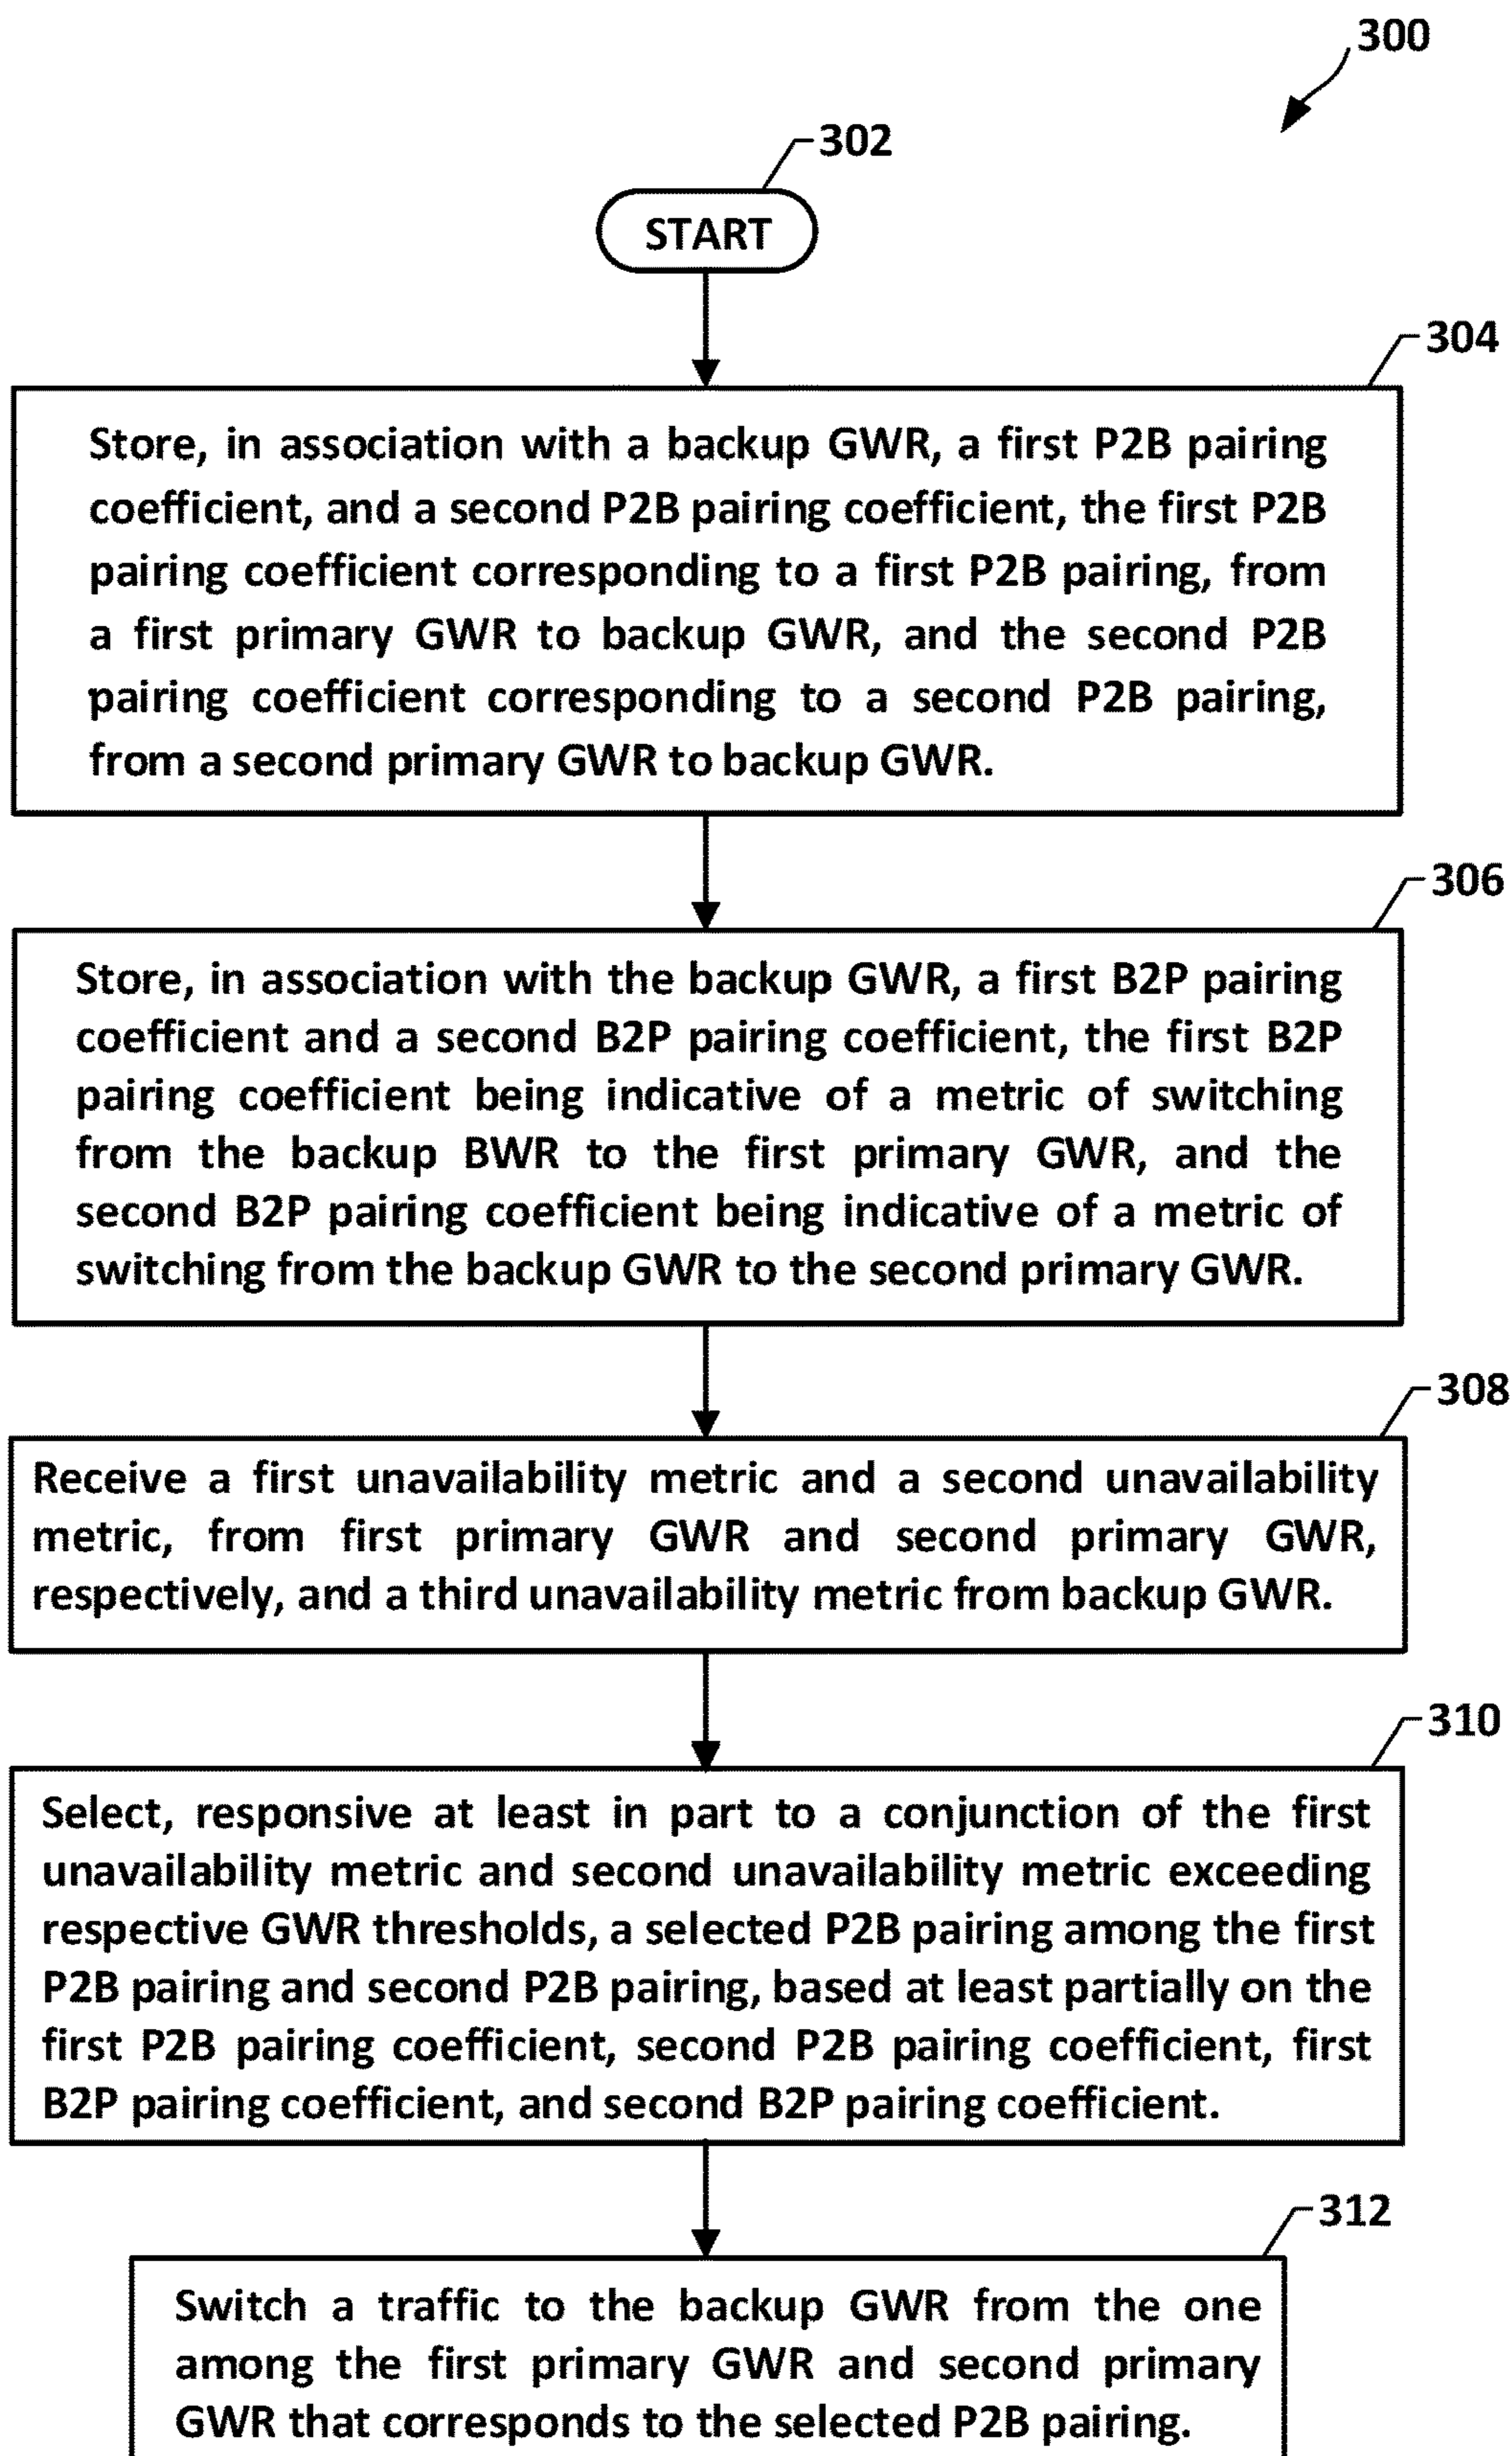 300
302
START
304
Store, in association with a backup GWR, a first P2B pairing
coefficient, and a second P2B pairing coefficient, the first P2B
pairing coefficient corresponding to a first P2B pairing, from
a first primary GWR to backup GWR, and the second P2B
pairing coefficient corresponding to a second P2B pairing,
from a second primary GWR to backup GWR.
306
Store, in association with the backup GWR, a first B2P pairing
coefficient and a second B2P pairing coefficient, the first B2P
pairing coefficient being indicative of a metric of switching
from the backup BWR to the first primary GWR, and the
second B2P pairing coefficient being indicative of a metric of
switching from the backup GWR to the second primary GWR.
308
Receive a first unavailability metric and a second unavailability
metric, from first primary GWR and second primary GWR,
respectively, and a third unavailability metric from backup GWR.
310
Select, responsive at least in part to a conjunction of the first
unavailability metric and second unavailability metric exceeding
respective GWR thresholds, a selected P2B pairing among the first
P2B pairing and second P2B pairing, based at least partially on the
first P2B pairing coefficient, second P2B pairing coefficient, first
B2P pairing coefficient, and second B2P pairing coefficient.
312
Switch a traffic to the backup GWR from the one
among the first primary GWR and second primary
GWR that corresponds to the selected P2B pairing.